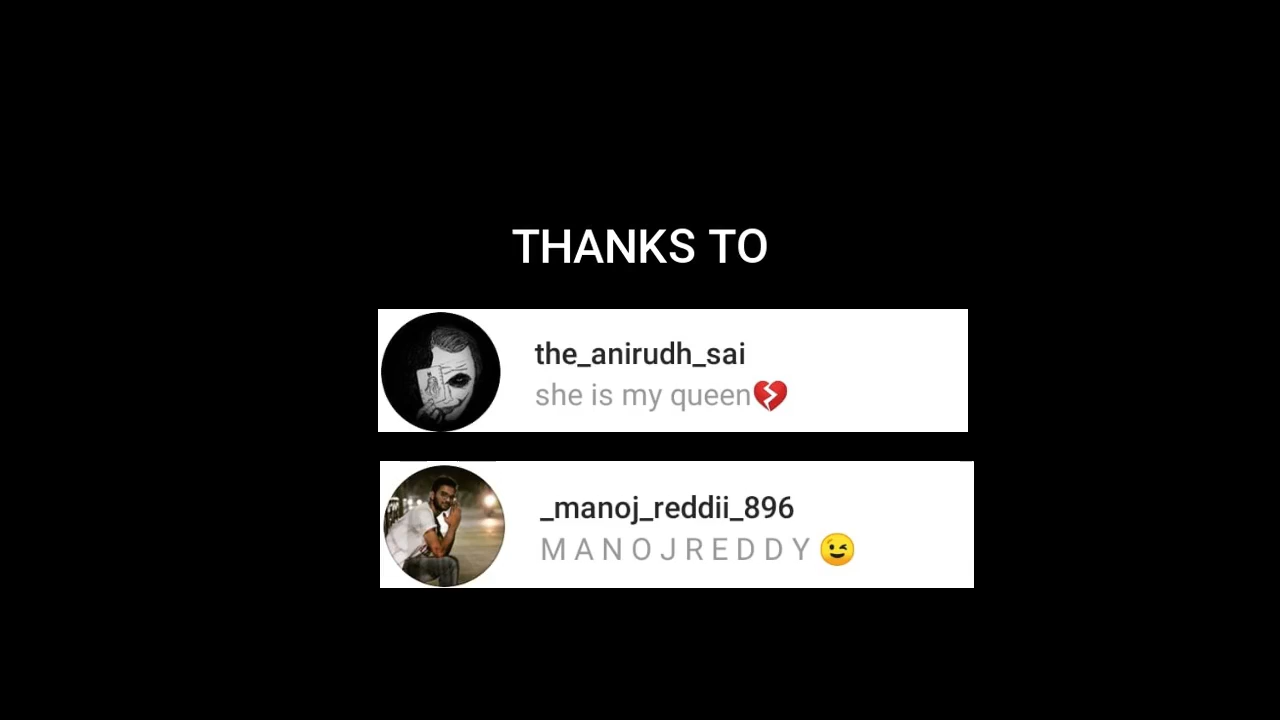 THANKS TO
the_anirudh_sai
she is my queen💔
_manoj_reddii_896
M A N O J R E D D Y 😉